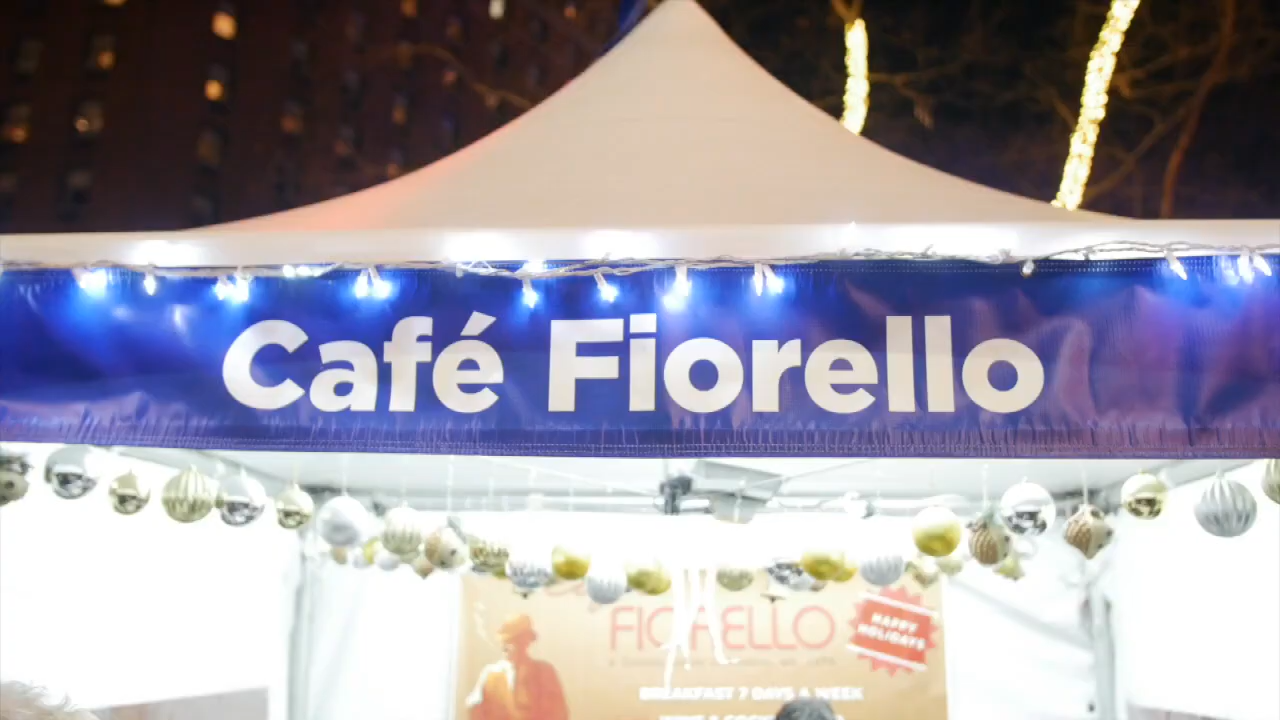 Café Fiorello
FIORELLO
HAPPY
HOLIDAYS
BREAKFAST 7 DAYS A WEEK